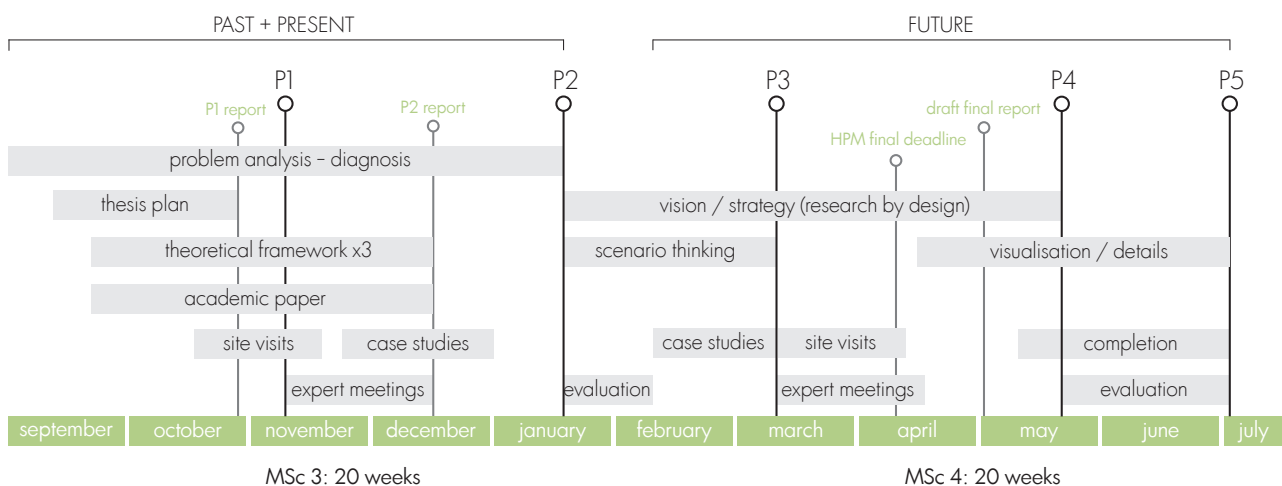 PAST + PRESENT
FUTURE
P1
P2
P3
P4
P5
P1 report
P2 report
draft final report
HPM final deadline
problem analysis – diagnosis
thesis plan
vision / strategy (research by design)
theoretical framework x3
scenario thinking
visualisation / details
academic paper
site visits
case studies
case studies
site visits
completion
expert meetings
evaluation
expert meetings
evaluation
september
october
november
december
january
february
march
april
may
june
july
MSc 3: 20 weeks
MSc 4: 20 weeks